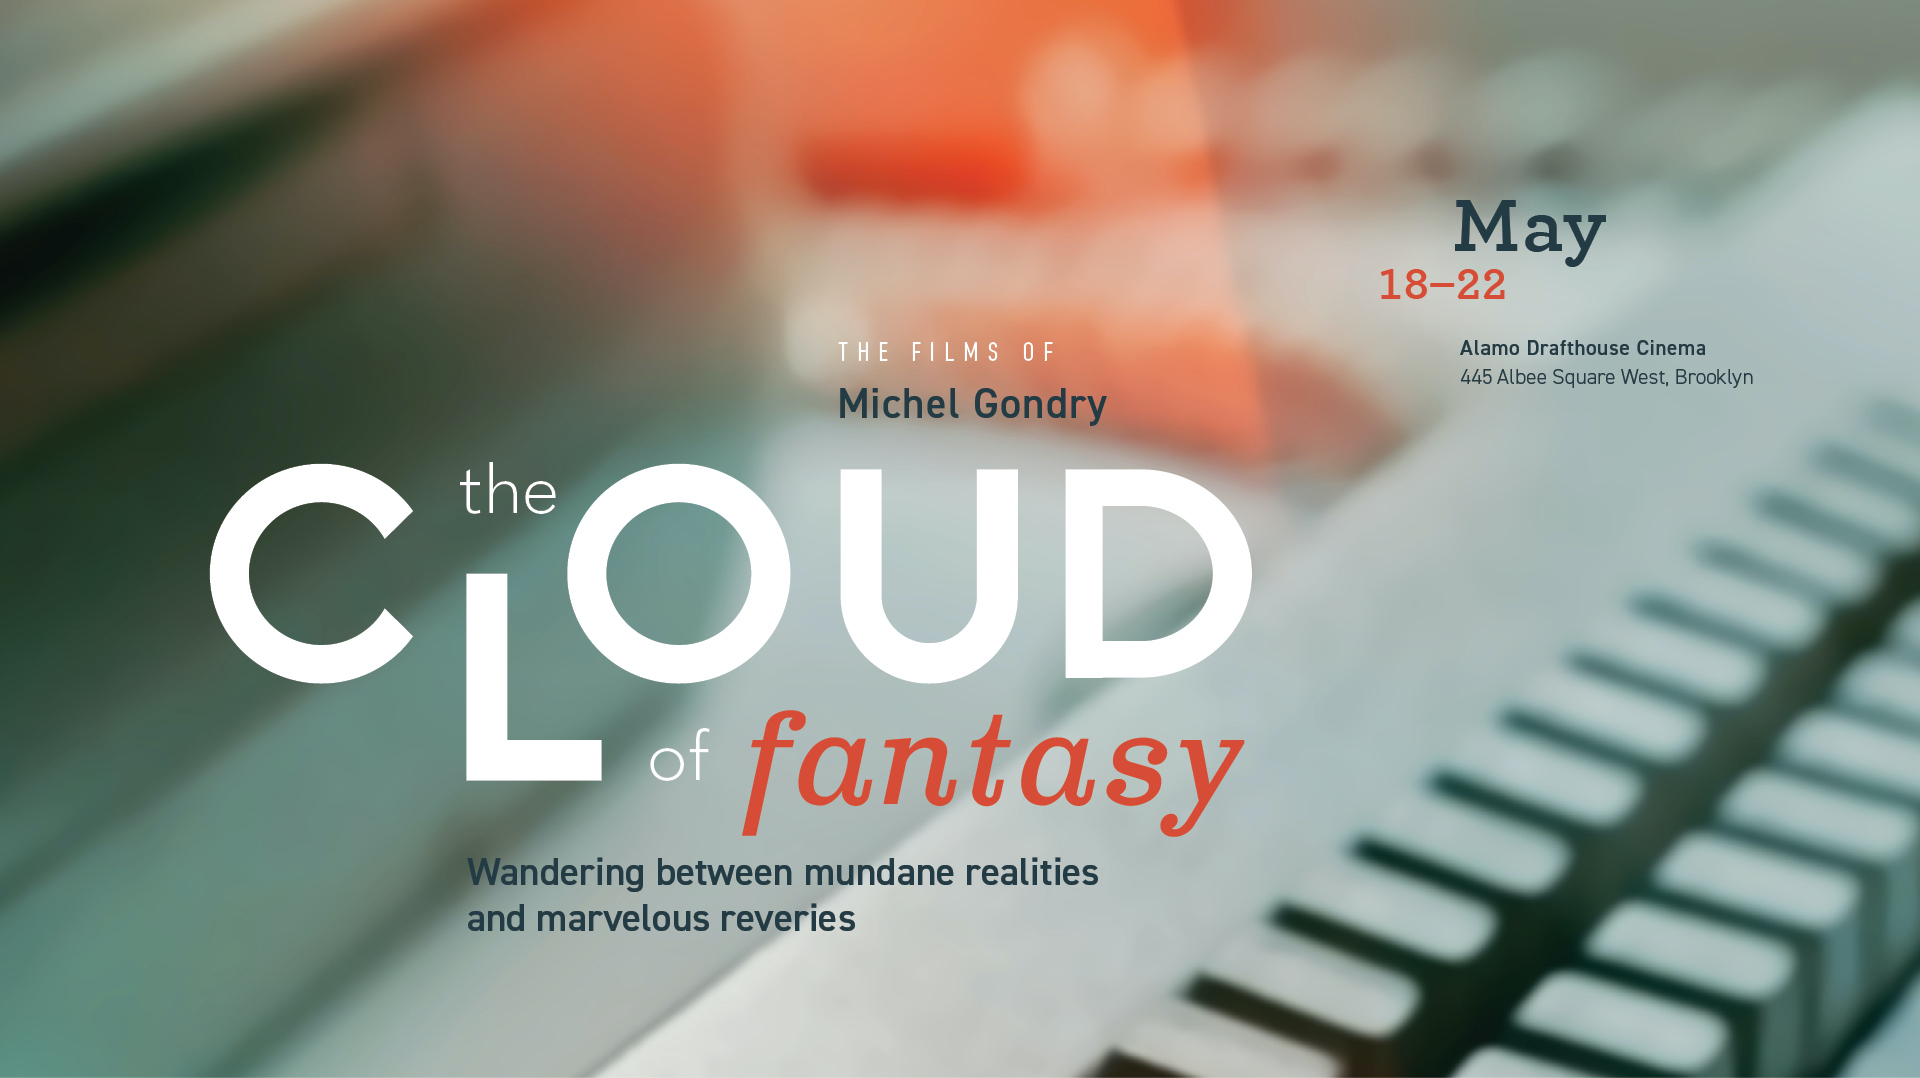 THE FILMS OF
Michel Gondry
the
CLOUD
of fantasy
Wandering between mundane realities
and marvelous reveries
May
18–22
Alamo Drafthouse Cinema
445 Albee Square West, Brooklyn